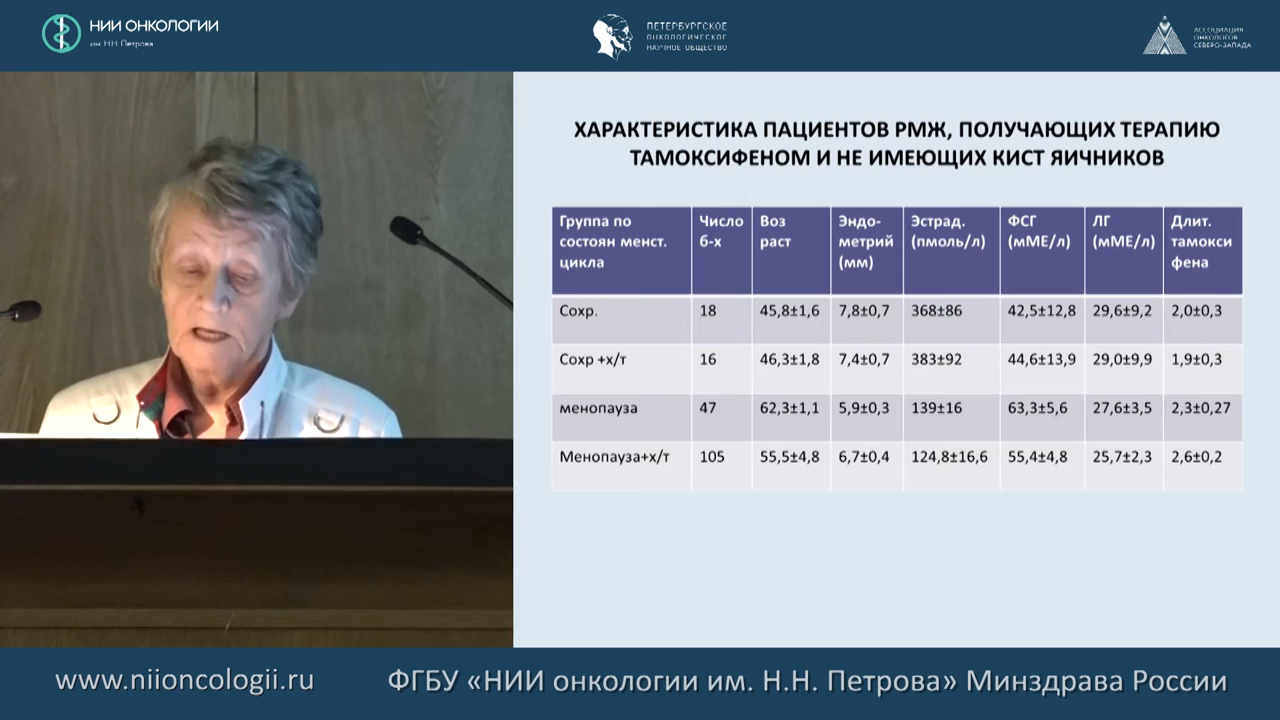 НИИ ОНКОЛОГИИ
им. Н.Н. Петрова
ПЕТЕРБУРГСКОЕ
ОНКОЛОГИЧЕСКОЕ
НАУЧНОЕ ОБЩЕСТВО
АССОЦИАЦИЯ
ОНКОЛОГОВ
СЕВЕРО-ЗАПАДА
ХАРАКТЕРИСТИКА ПАЦИЕНТОВ РМЖ, ПОЛУЧАЮЩИХ ТЕРАПИЮ
ТАМОКСИФЕНОМ И НЕ ИМЕЮЩИХ КИСТ ЯИЧНИКОВ
Группа по Число Воз Эндо- Эстрад. ФСГ ЛГ Длит.
состоян менст. б-х раст метрий (пмоль/л) (мМЕ/л) (мМЕ/л) тамокси
цикла (мм) фена
Сохр. 18 45,8±1,6 7,8±0,7 368±86 42,5±12,8 29,6±9,2 2,0±0,3
Сохр +х/т 16 46,3±1,8 7,4±0,7 383±92 44,6±13,9 29,0±9,9 1,9±0,3
менопауза 47 62,3±1,1 5,9±0,3 139±16 63,3±5,6 27,6±3,5 2,3±0,27
Менопауза+х/т 105 55,5±4,8 6,7±0,4 124,8±16,6 55,4±4,8 25,7±2,3 2,6±0,2
www.niioncologii.ru ФГБУ «НИИ онкологии им. Н.Н. Петрова» Минздрава России